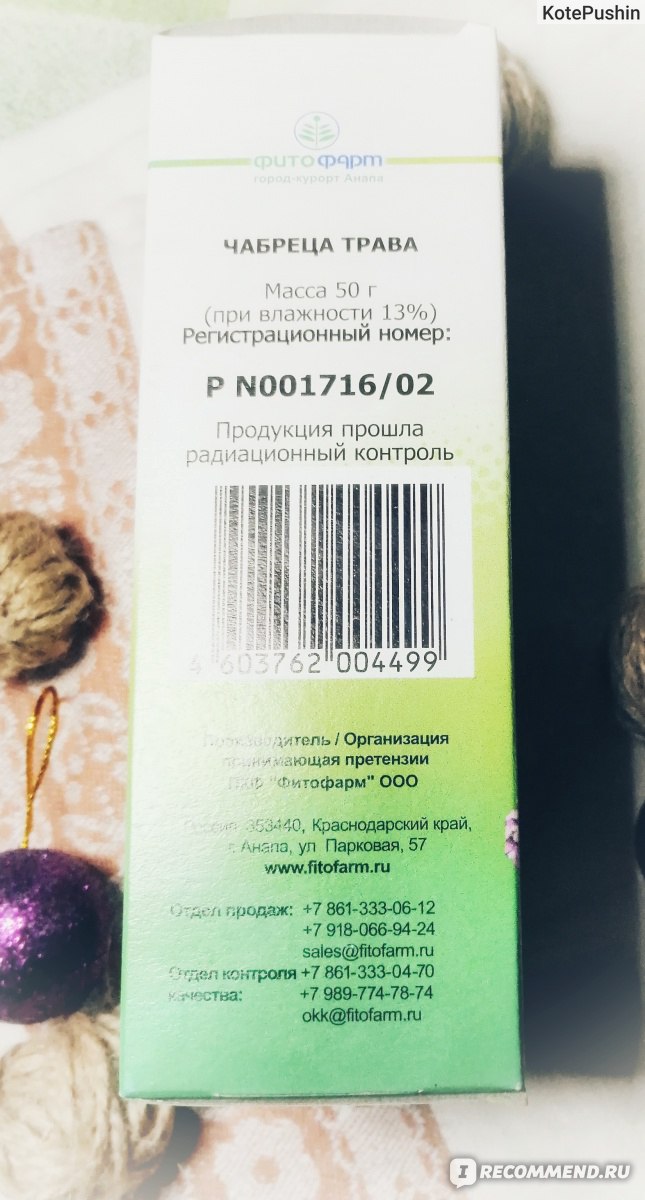 KotePushin
фитофарм
город-курорт Анапа
ЧАБРЕЦА ТРАВА
Масса 50 г
(при влажности 13%)
Регистрационный номер:
Р N001716/02
Продукция прошла
радиационный контроль
4 603762 004499
Производитель / Организация
принимающая претензии
"Фитофарм" ООО
Россия, 353440, Краснодарский край,
г. Анапа, ул Парковая, 57
www.fitofarm.ru
Отдел продаж: +7 861-333-06-12
+7 918-066-94-24
sales@fitofarm.ru
Отдел контроля +7 861-333-04-70
качества: +7 989-774-78-74
okk@fitofarm.ru
IRECOMMEND.RU